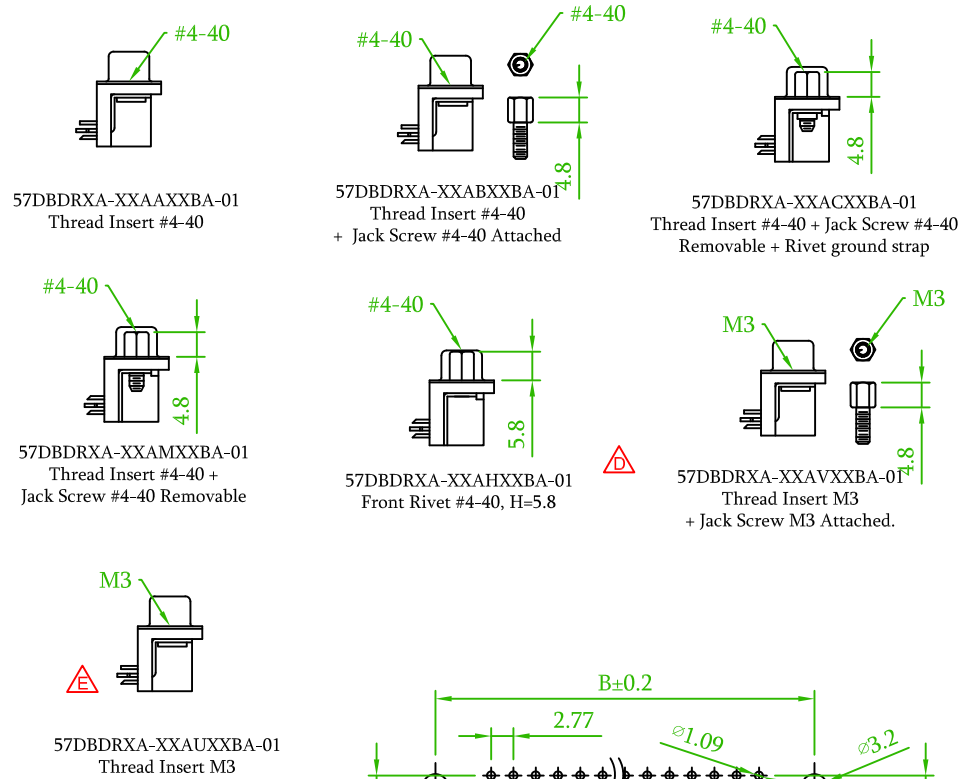 #4-40
57DBDRXA-XXAAXXBA-01
Thread Insert #4-40
#4-40
#4-40
4.8
57DBDRXA-XXABXXBA-01
Thread Insert #4-40
+ Jack Screw #4-40 Attached
#4-40
4.8
57DBDRXA-XXACXXBA-01
Thread Insert #4-40 + Jack Screw #4-40
Removable + Rivet ground strap
#4-40
4.8
57DBDRXA-XXAMXXBA-01
Thread Insert #4-40 +
Jack Screw #4-40 Removable
#4-40
5.8
57DBDRXA-XXAHXXBA-01
Front Rivet #4-40, H=5.8
D
M3
M3
4.8
57DBDRXA-XXAVXXBA-01
Thread Insert M3
+ Jack Screw M3 Attached.
M3
E
57DBDRXA-XXAUXXBA-01
Thread Insert M3
B±0.2
2.77
⌀1.09
⌀3.2